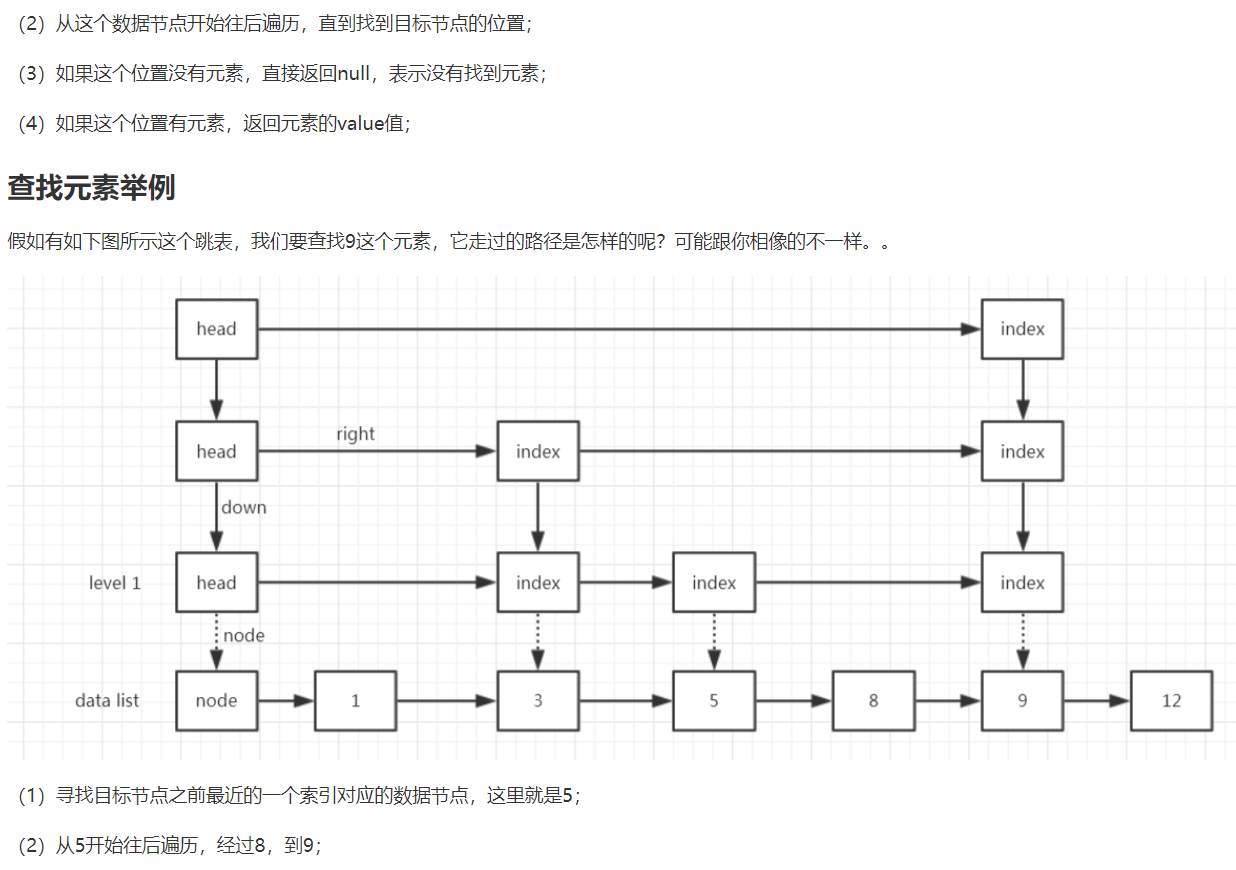 （2）从这个数据节点开始往后遍历，直到找到目标节点的位置；
（3）如果这个位置没有元素，直接返回null，表示没有找到元素；
（4）如果这个位置有元素，返回元素的value值；
查找元素举例
假如有如下图所示这个跳表，我们要查找9这个元素，它走过的路径是怎样的呢？可能跟你相像的不一样。。
head index
right
head index index
down
level 1 head index index index
node
data list node 1 3 5 8 9 12
（1）寻找目标节点之前最近的一个索引对应的数据节点，这里就是5；
（2）从5开始往后遍历，经过8，到9；